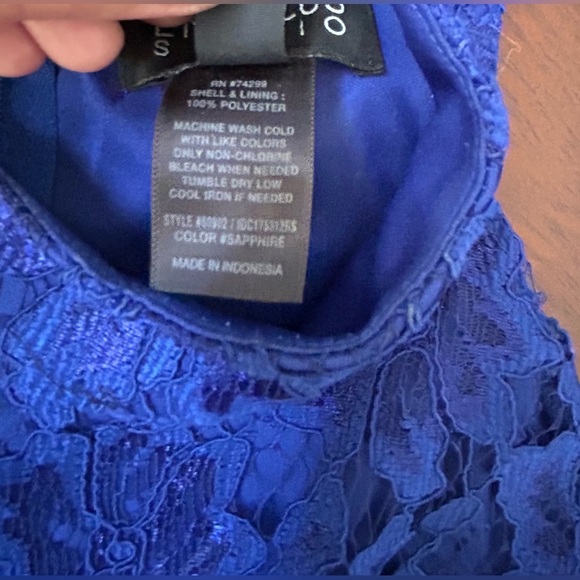 RN #74299
SHELL & LINING :
100% POLYESTER
MACHINE WASH COLD
WITH LIKE COLORS
ONLY NON-CHLORINE
BLEACH WHEN NEEDED
TUMBLE DRY LOW
COOL IRON IF NEEDED
STYLE
COLOR #SAPPHIRE
MADE IN INDONESIA